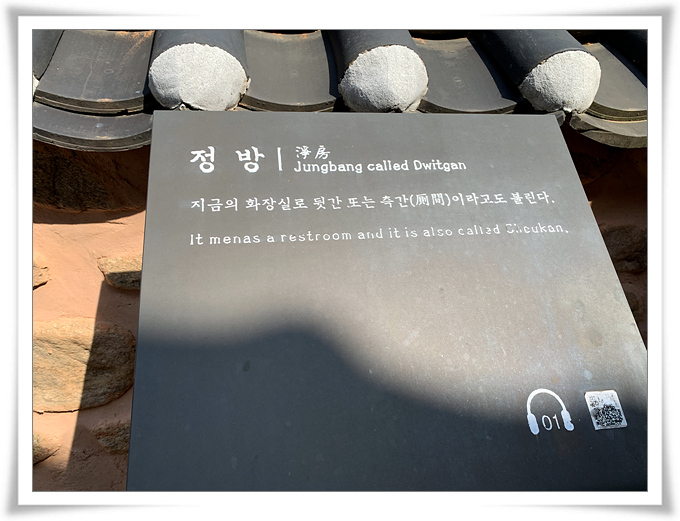 정 방 | 淨房
Jungbang called Dwitgan
지금의 화장실로 뒷간 또는 측간(厠間)이라고도 불린다.
It menas a restroom and it is also called
01